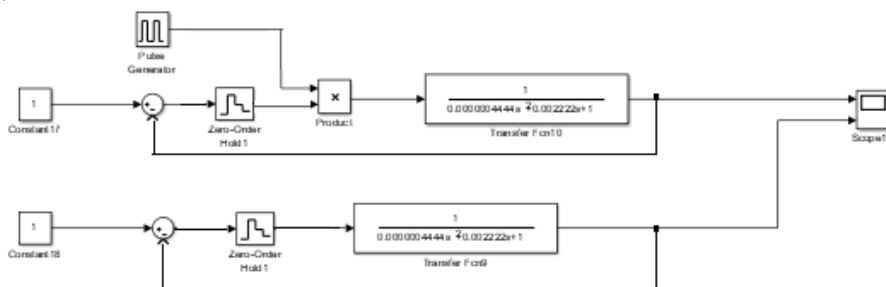 Pulse
Generator
1
Constant17
+
-
Zero-Order
Hold1
×
Product
1
0.0000004444s²+0.002222s+1
Transfer Fcn10
Scope1
1
Constant18
+
-
Zero-Order
Hold1
1
0.0000004444s²+0.002222s+1
Transfer Fcn9